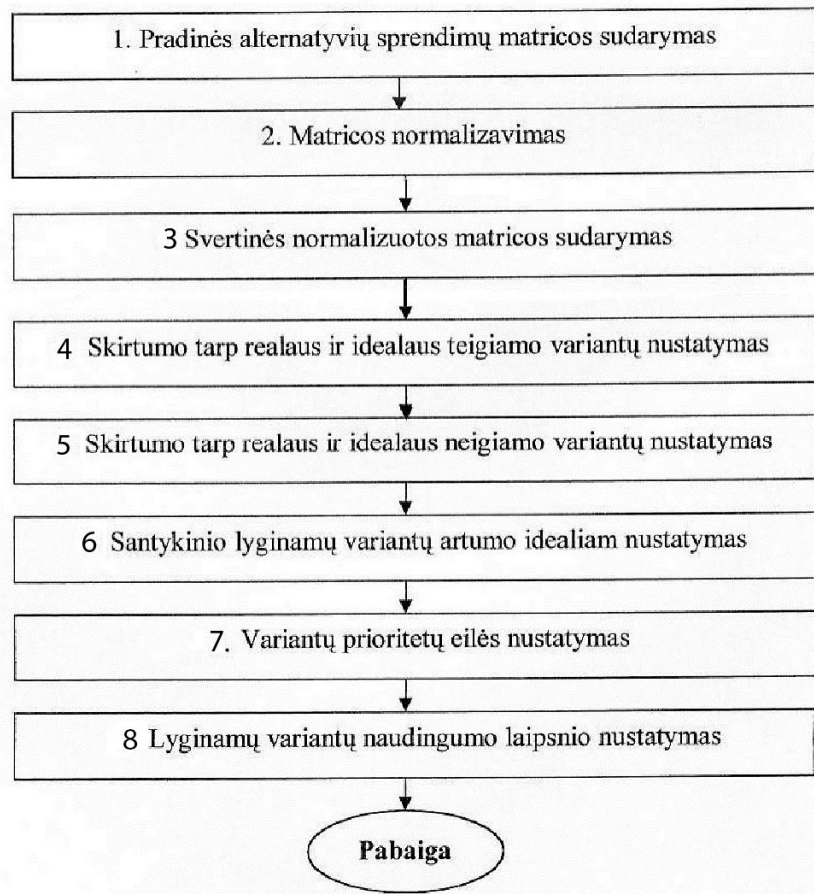 1. Pradinės alternatyvių sprendimų matricos sudarymas
2. Matricos normalizavimas
3 Svertinės normalizuotos matricos sudarymas
4 Skirtumo tarp realaus ir idealaus teigiamo variantų nustatymas
5 Skirtumo tarp realaus ir idealaus neigiamo variantų nustatymas
6 Santykinio lyginamų variantų artumo idealiam nustatymas
7. Variantų prioritetų eilės nustatymas
8 Lyginamų variantų naudingumo laipsnio nustatymas
Pabaiga